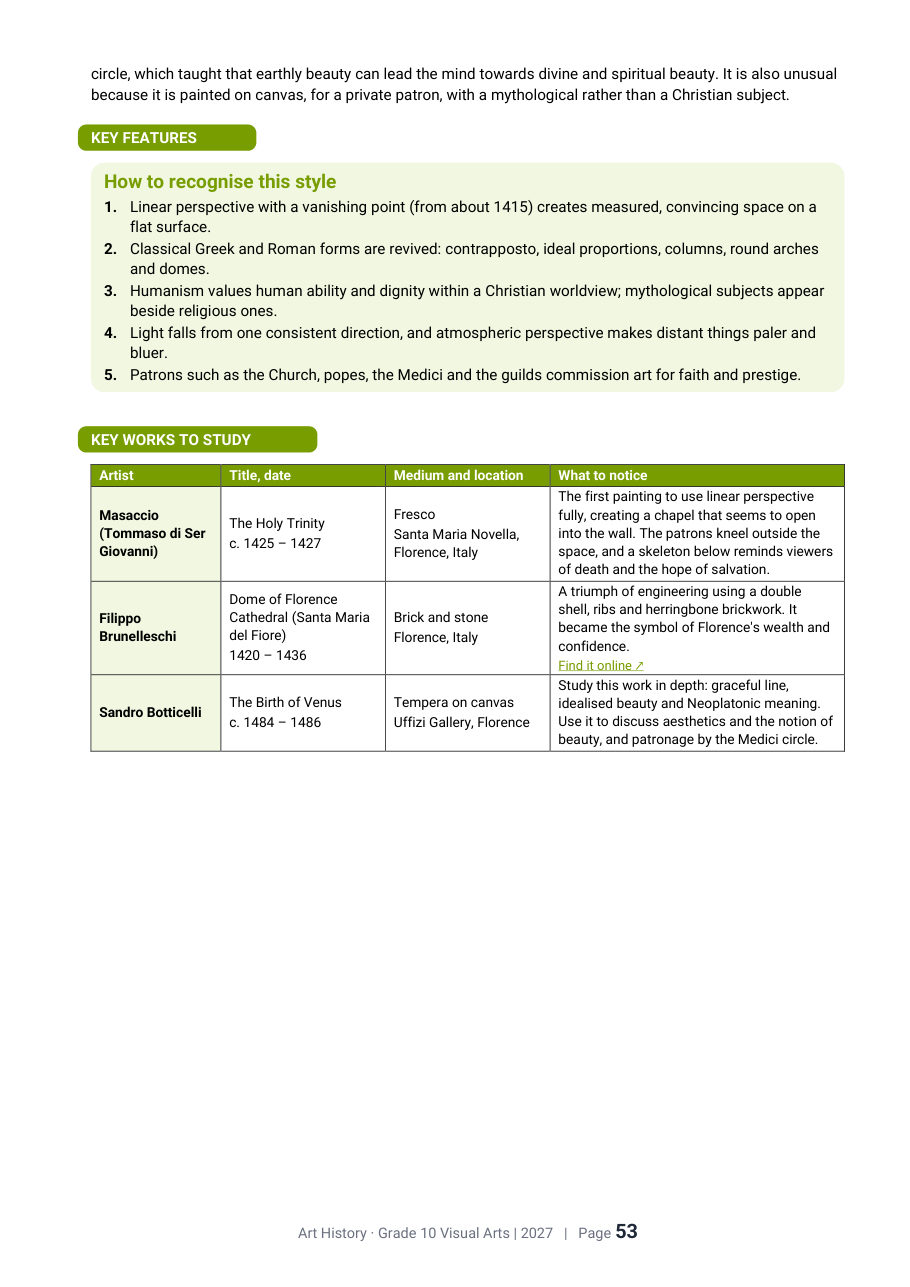 circle, which taught that earthly beauty can lead the mind towards divine and spiritual beauty. It is also unusual
because it is painted on canvas, for a private patron, with a mythological rather than a Christian subject.
KEY FEATURES
How to recognise this style
1. Linear perspective with a vanishing point (from about 1415) creates measured, convincing space on a
flat surface.
2. Classical Greek and Roman forms are revived: contrapposto, ideal proportions, columns, round arches
and domes.
3. Humanism values human ability and dignity within a Christian worldview; mythological subjects appear
beside religious ones.
4. Light falls from one consistent direction, and atmospheric perspective makes distant things paler and
bluer.
5. Patrons such as the Church, popes, the Medici and the guilds commission art for faith and prestige.
KEY WORKS TO STUDY
Artist
Title, date
Medium and location
What to notice
Masaccio
(Tommaso di Ser
Giovanni)
The Holy Trinity
c. 1425 – 1427
Fresco
Santa Maria Novella,
Florence, Italy
The first painting to use linear perspective
fully, creating a chapel that seems to open
into the wall. The patrons kneel outside the
space, and a skeleton below reminds viewers
of death and the hope of salvation.
Filippo
Brunelleschi
Dome of Florence
Cathedral (Santa Maria
del Fiore)
1420 – 1436
Brick and stone
Florence, Italy
A triumph of engineering using a double
shell, ribs and herringbone brickwork. It
became the symbol of Florence's wealth and
confidence.
Find it online ↗
Sandro Botticelli
The Birth of Venus
c. 1484 – 1486
Tempera on canvas
Uffizi Gallery, Florence
Study this work in depth: graceful line,
idealised beauty and Neoplatonic meaning.
Use it to discuss aesthetics and the notion of
beauty, and patronage by the Medici circle.
Art History · Grade 10 Visual Arts | 2027 | Page 53